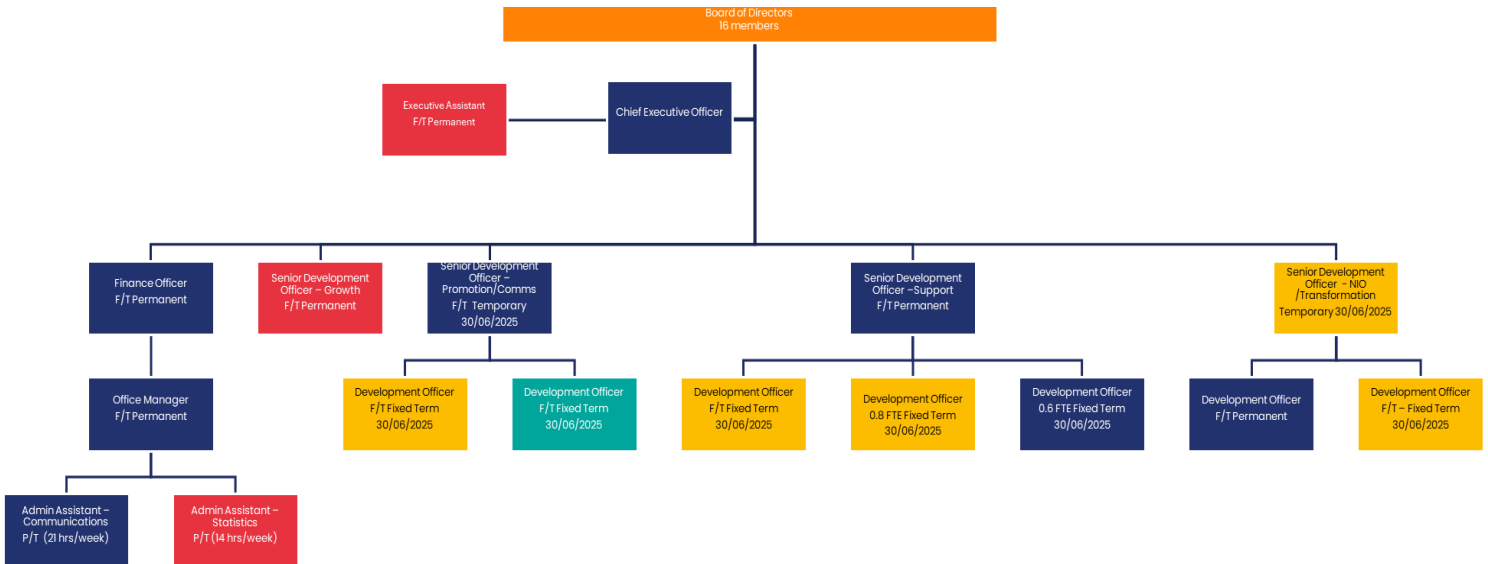 Board of Directors
16 members
Executive Assistant
F/T Permanent
Chief Executive Officer
Finance Officer
F/T Permanent
Senior Development
Officer – Growth
F/T Permanent
Senior Development
Officer –
Promotion/Comms
F/T Temporary
30/06/2025
Senior Development
Officer –Support
F/T Permanent
Senior Development
Officer - NIO
/Transformation
Temporary 30/06/2025
Office Manager
F/T Permanent
Development Officer
F/T Fixed Term
30/06/2025
Development Officer
F/T Fixed Term
30/06/2025
Development Officer
F/T Fixed Term
30/06/2025
Development Officer
0.8 FTE Fixed Term
30/06/2025
Development Officer
0.6 FTE Fixed Term
30/06/2025
Development Officer
F/T Permanent
Development Officer
F/T – Fixed Term
30/06/2025
Admin Assistant –
Communications
P/T (21 hrs/week)
Admin Assistant –
Statistics
P/T (14 hrs/week)